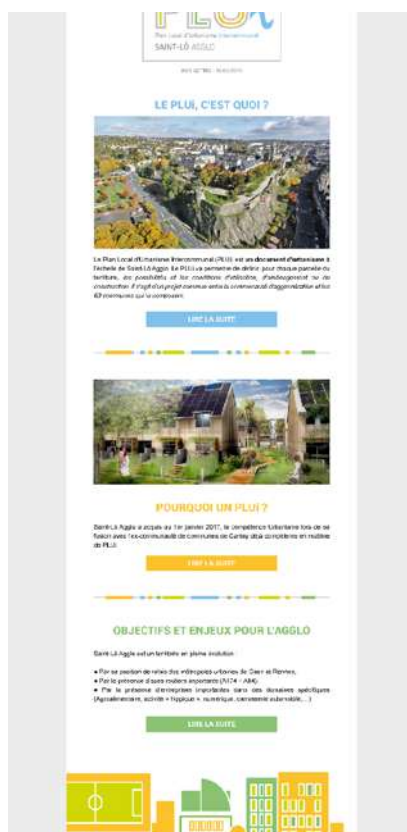 PLUi
Plan Local d'Urbanisme Intercommunal
SAINT-LÔ AGGLO
LE PLUi, C'EST QUOI ?
Le Plan Local d'Urbanisme Intercommunal (PLUi) est un document d'urbanisme à
l'échelle de Saint-Lô Agglo. Le PLUi va permettre de définir, pour chaque parcelle du
territoire, les possibilités et les conditions d'utilisation, d'aménagement ou de
construction. Il s'agit d'un projet commun entre la communauté d'agglomération et les
63 communes qui la composent.
LIRE LA SUITE
POURQUOI UN PLUi ?
Saint-Lô Agglo a acquis au 1er janvier 2017, la compétence Urbanisme lors de sa
fusion avec l'ex-communauté de communes de Canisy déjà compétente en matière
de PLUi.
LIRE LA SUITE
OBJECTIFS ET ENJEUX POUR L'AGGLO
Saint-Lô Agglo est un territoire en pleine évolution :
● Par sa position de relais des métropoles urbaines de Caen et Rennes,
● Par la présence d'axes routiers importants (N174 - A84),
● Par la présence d'entreprises importantes dans des domaines spécifiques
(Agroalimentaire, activité « hippique », numérique, carrosserie automobile, ...)
LIRE LA SUITE